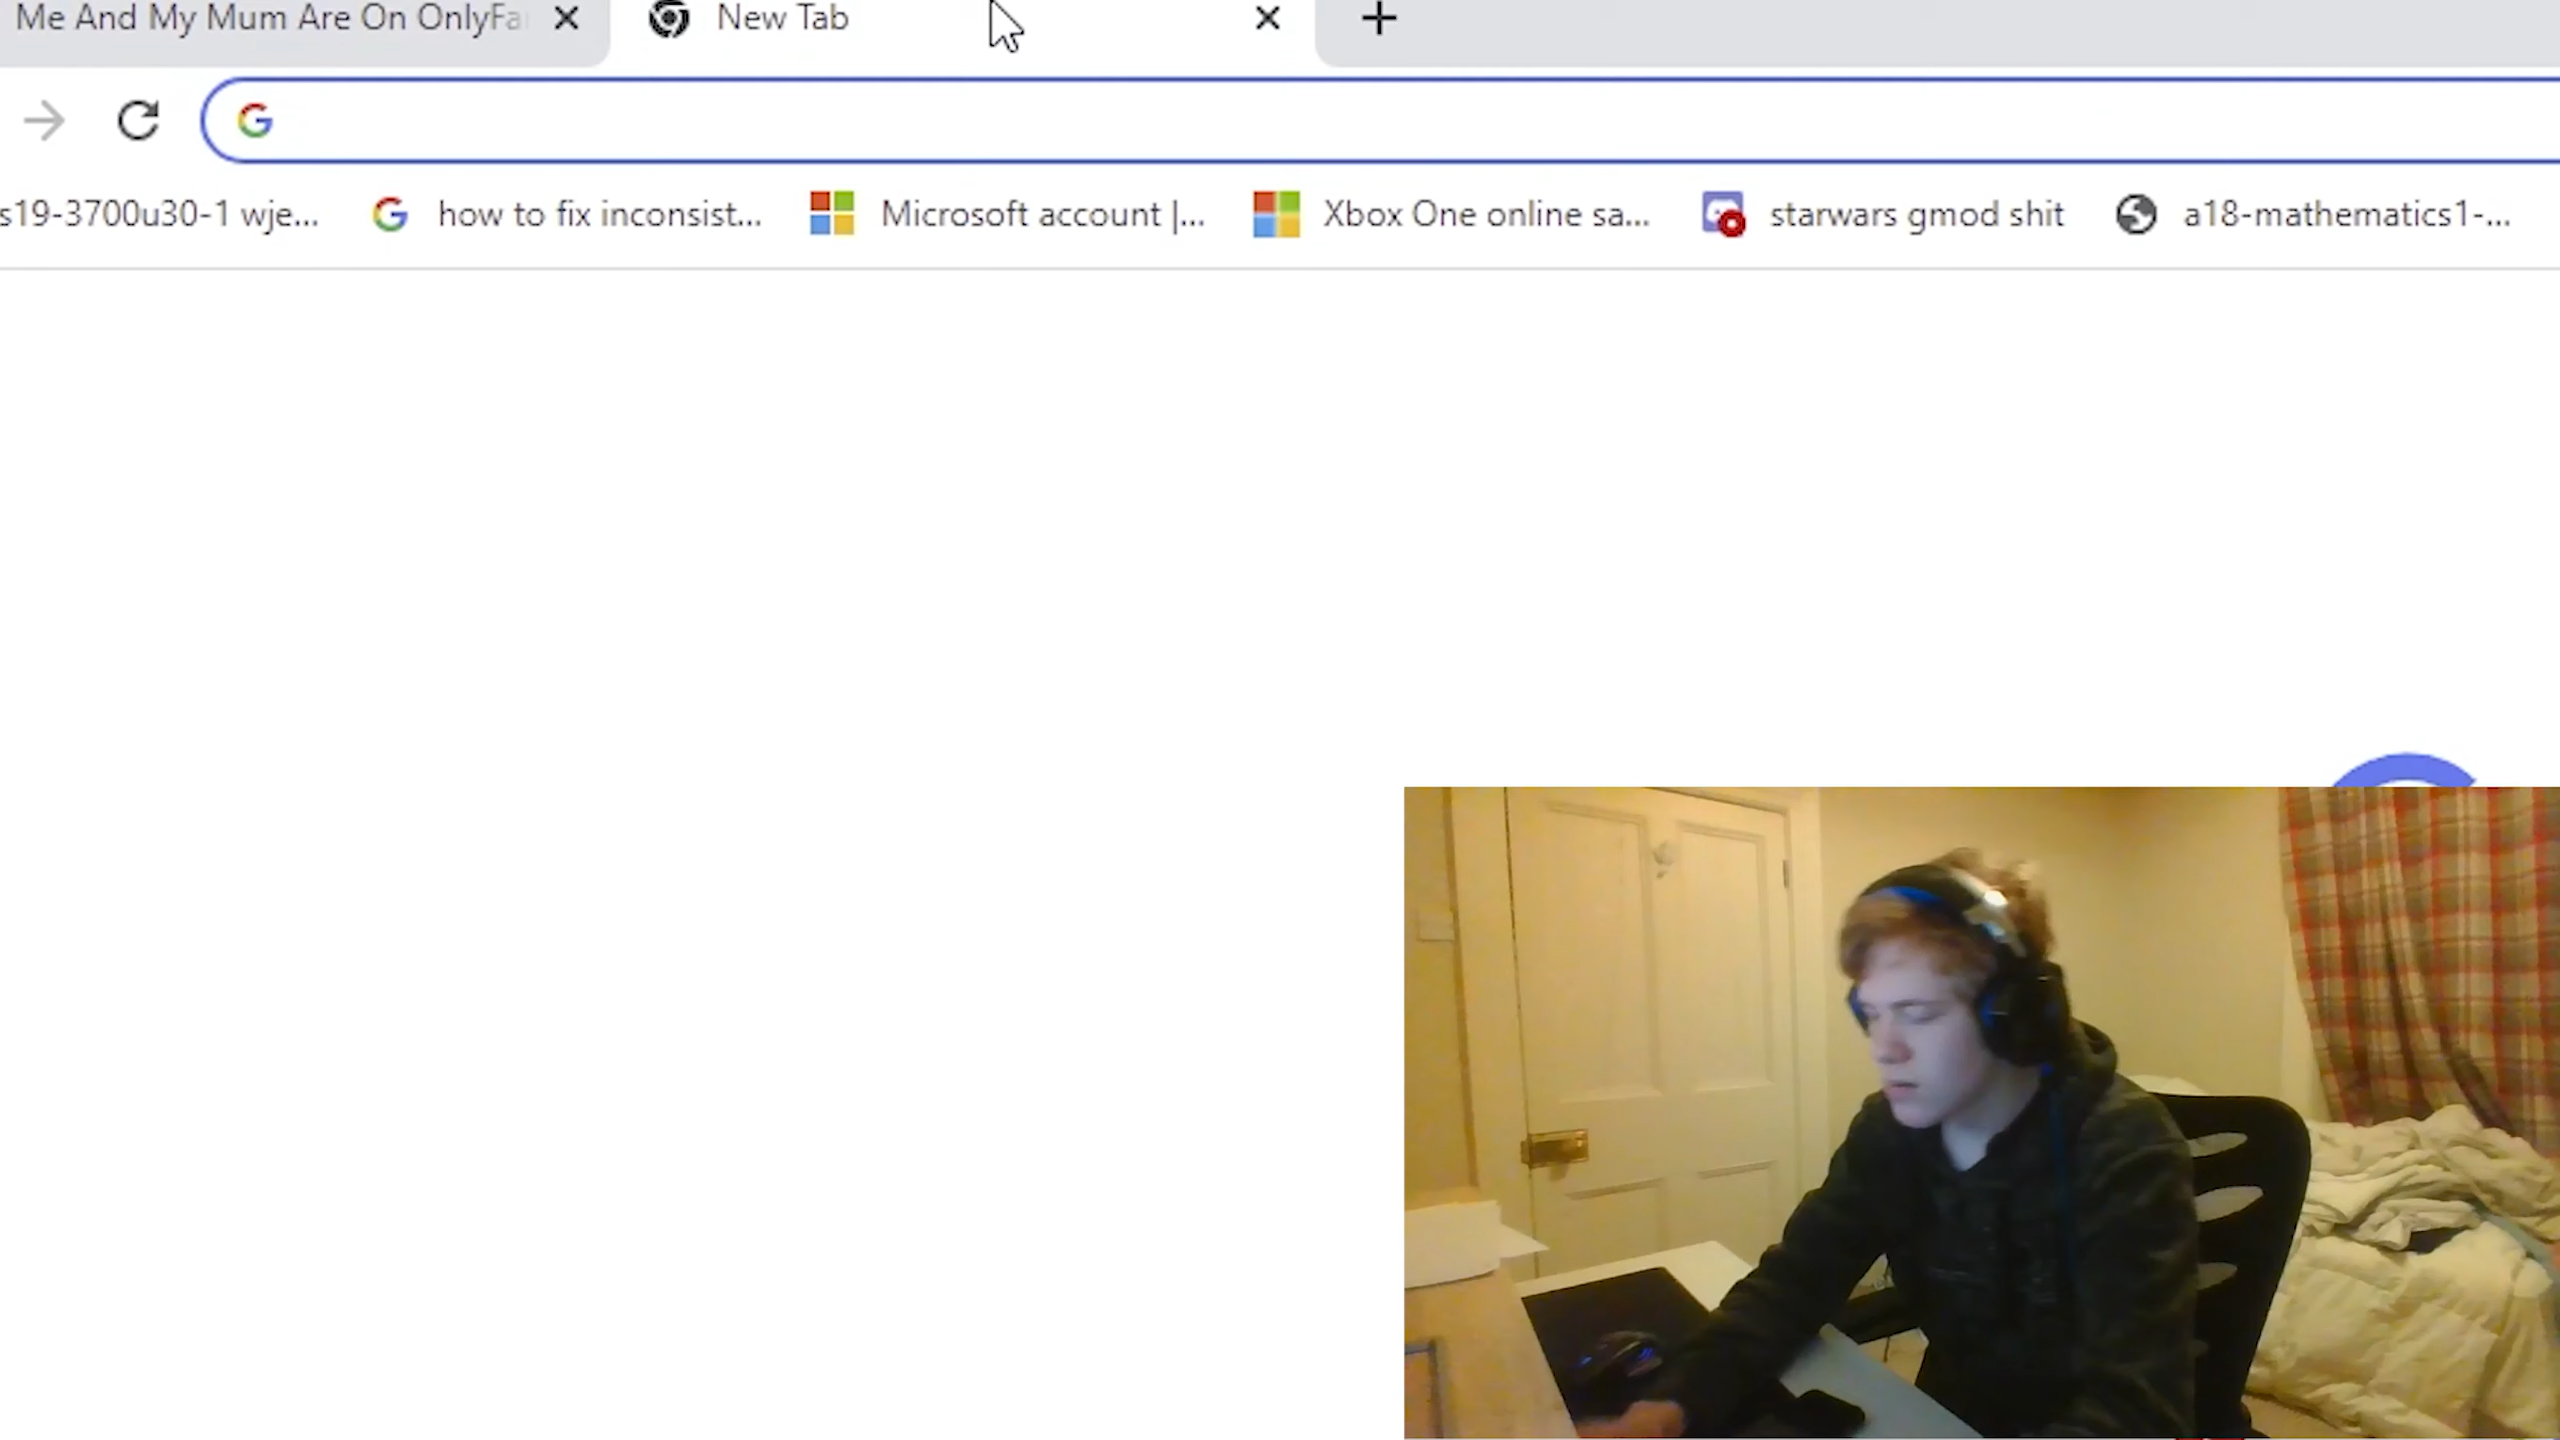 Me And My Mum Are On OnlyFa
New Tab
s19-3700u30-1 wje... how to fix inconsist... Microsoft account |... Xbox One online sa... starwars gmod shit a18-mathematics1-...